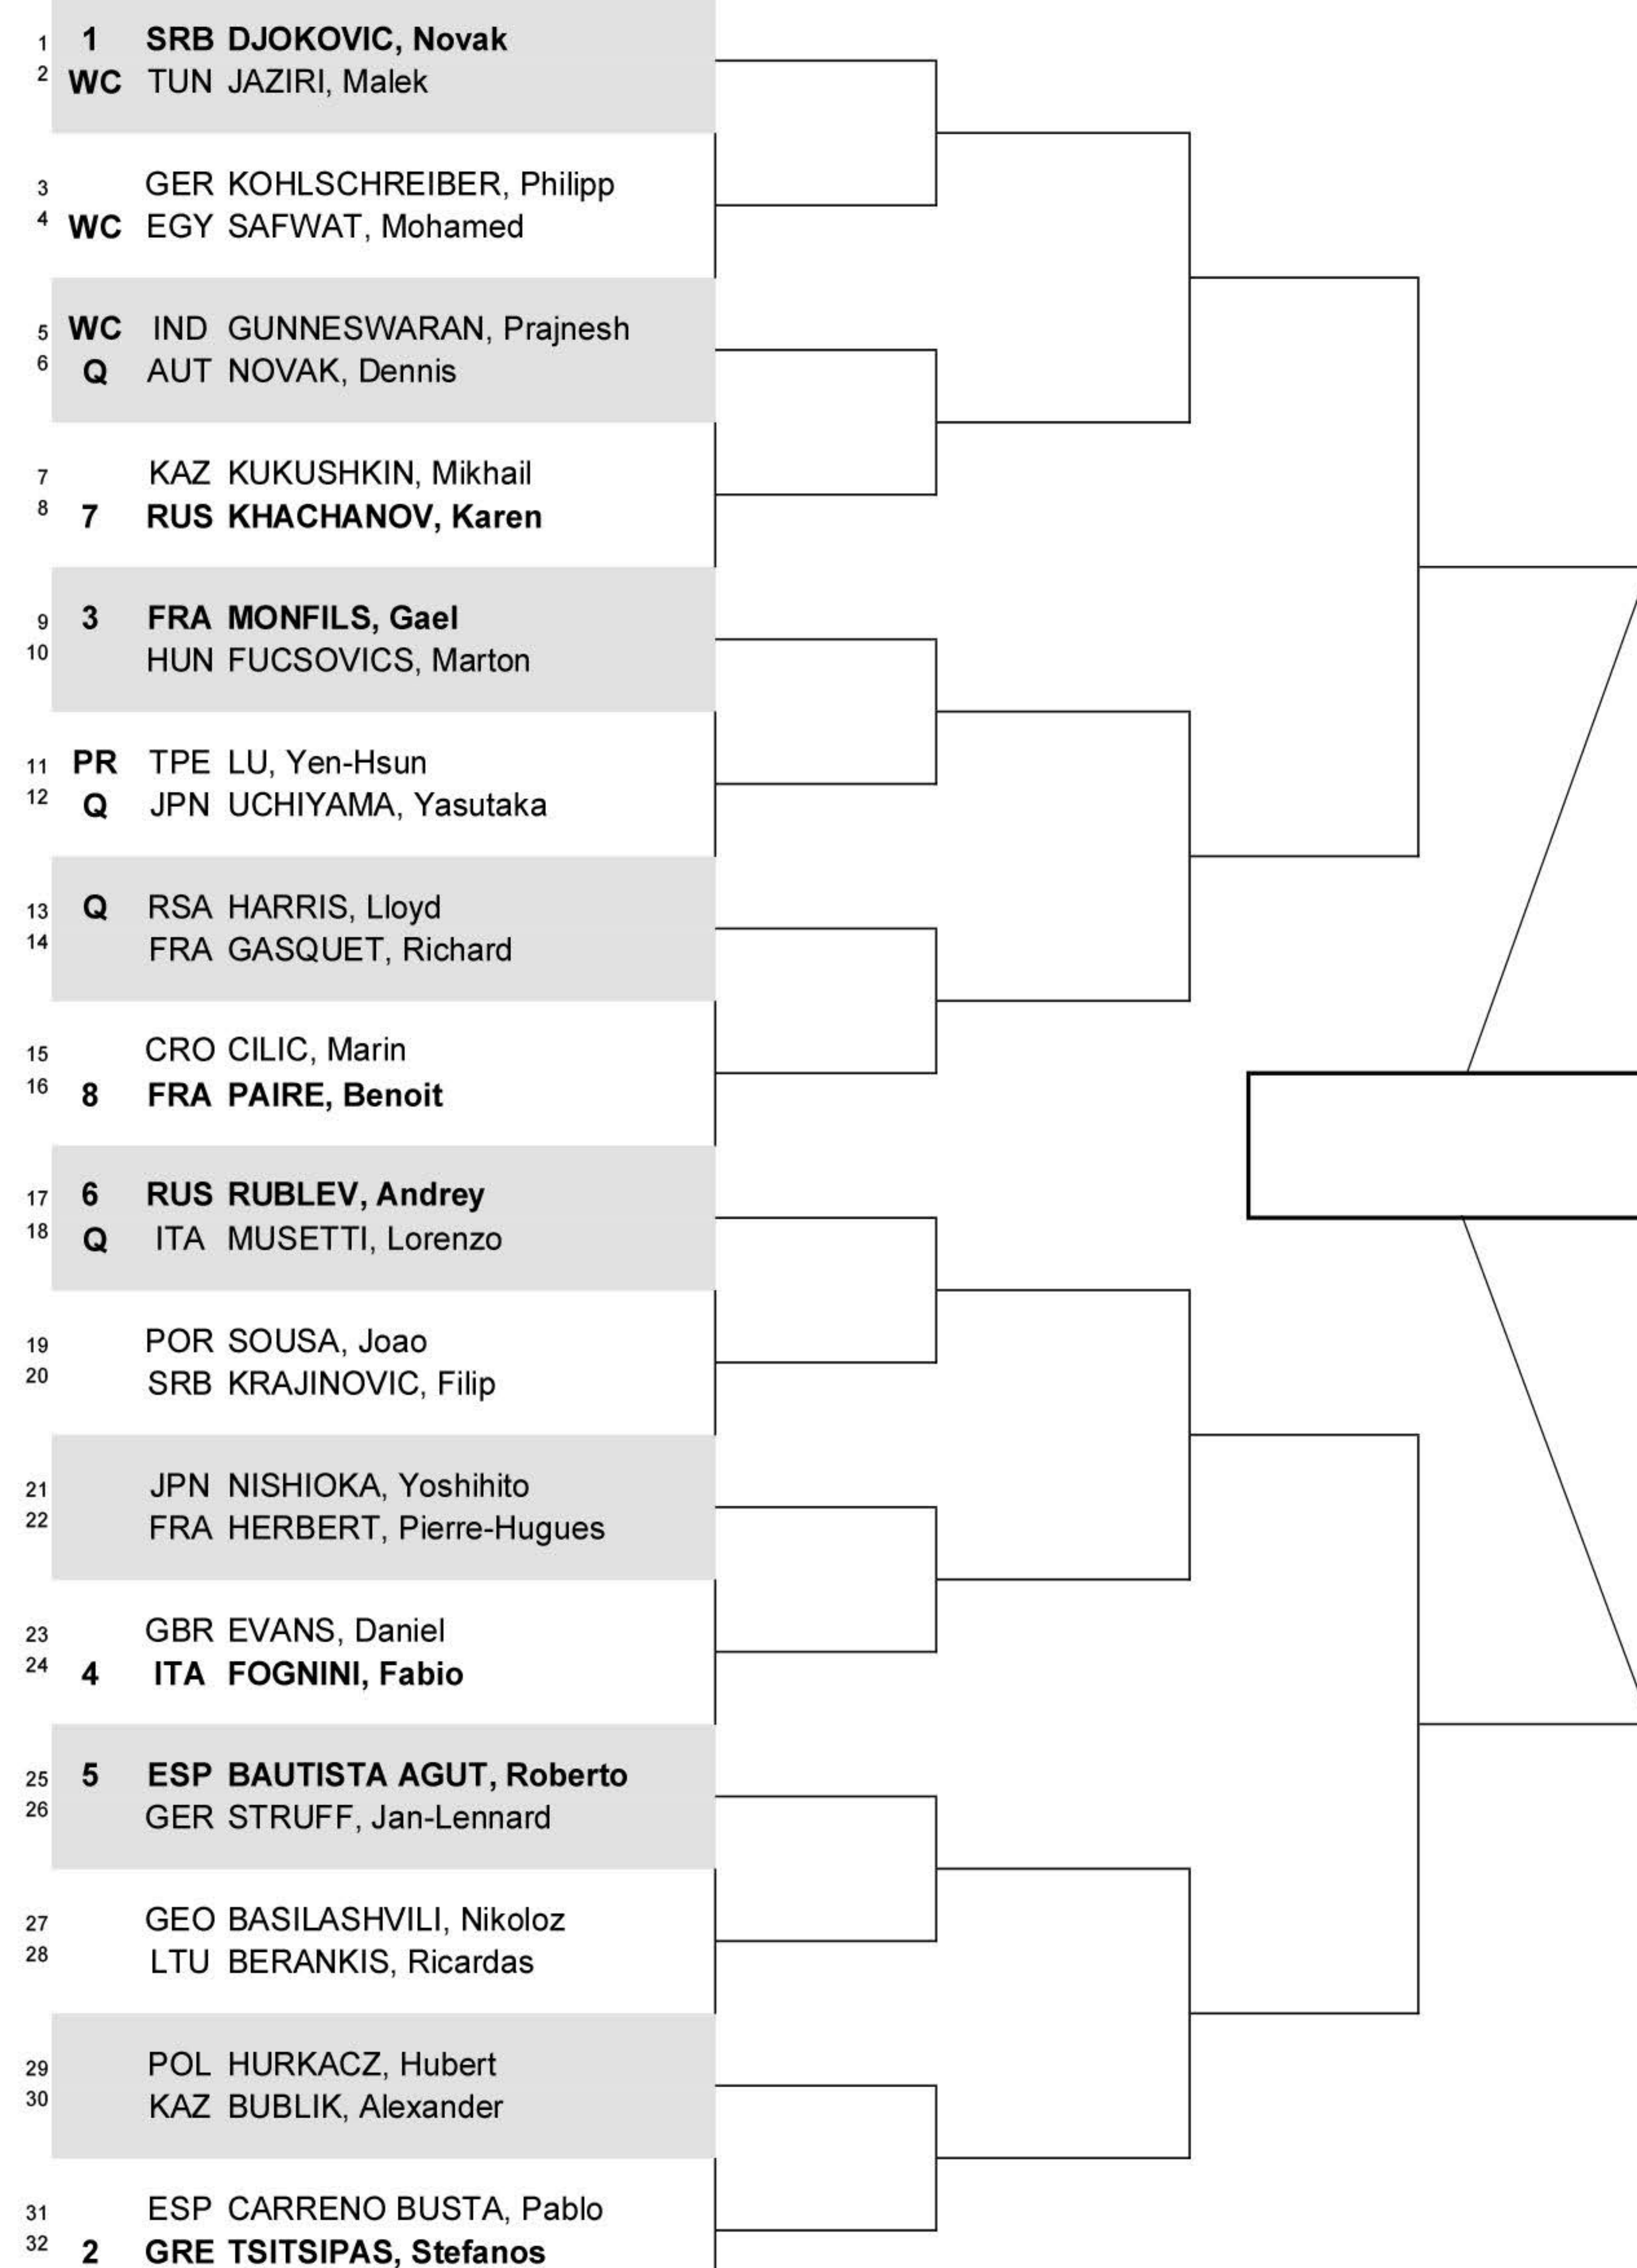 1 1 SRB DJOKOVIC, Novak
2 WC TUN JAZIRI, Malek
3 GER KOHLSCHREIBER, Philipp
4 WC EGY SAFWAT, Mohamed
5 WC IND GUNNESWARAN, Prajnesh
6 Q AUT NOVAK, Dennis
7 KAZ KUKUSHKIN, Mikhail
8 7 RUS KHACHANOV, Karen
9 3 FRA MONFILS, Gael
10 HUN FUCSOVICS, Marton
11 PR TPE LU, Yen-Hsun
12 Q JPN UCHIYAMA, Yasutaka
13 Q RSA HARRIS, Lloyd
14 FRA GASQUET, Richard
15 CRO CILIC, Marin
16 8 FRA PAIRE, Benoit
17 6 RUS RUBLEV, Andrey
18 Q ITA MUSETTI, Lorenzo
19 POR SOUSA, Joao
20 SRB KRAJINOVIC, Filip
21 JPN NISHIOKA, Yoshihito
22 FRA HERBERT, Pierre-Hugues
23 GBR EVANS, Daniel
24 4 ITA FOGNINI, Fabio
25 5 ESP BAUTISTA AGUT, Roberto
26 GER STRUFF, Jan-Lennard
27 GEO BASILASHVILI, Nikoloz
28 LTU BERANKIS, Ricardas
29 POL HURKACZ, Hubert
30 KAZ BUBLIK, Alexander
31 ESP CARRENO BUSTA, Pablo
32 2 GRE TSITSIPAS, Stefanos